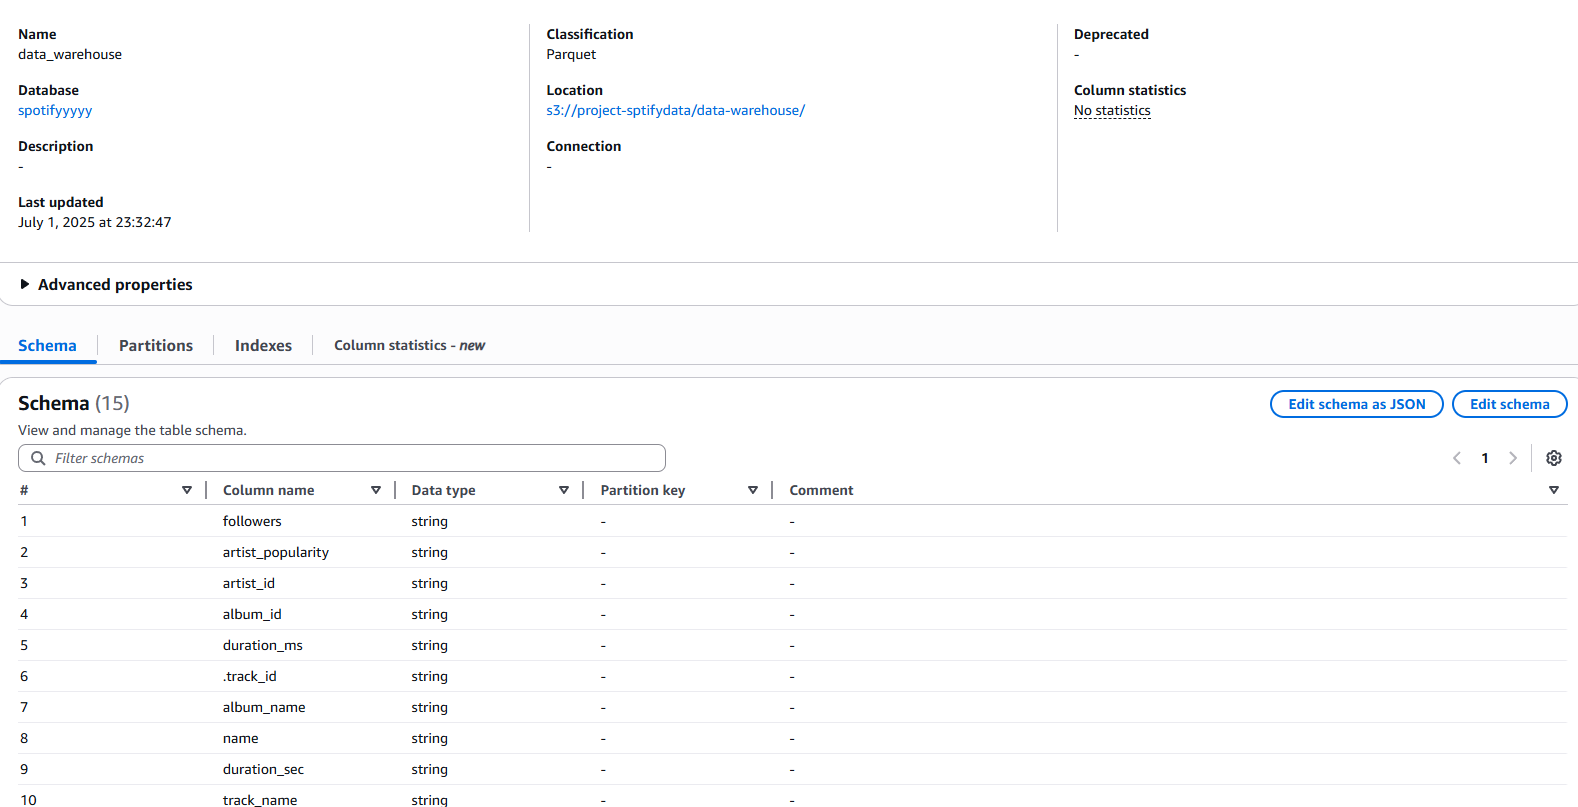 Name
data_warehouse
Database
spotifyyyyy
Description
-
Last updated
July 1, 2025 at 23:32:47
Classification
Parquet
Location
s3://project-sptifydata/data-warehouse/
Connection
-
Deprecated
-
Column statistics
No statistics
Advanced properties
Schema Partitions Indexes Column statistics - new
Schema (15)
Edit schema as JSON Edit schema
View and manage the table schema.
Filter schemas
1
# Column name Data type Partition key Comment
1 followers string - -
2 artist_popularity string - -
3 artist_id string - -
4 album_id string - -
5 duration_ms string - -
6 .track_id string - -
7 album_name string - -
8 name string - -
9 duration_sec string - -
10 track_name string - -